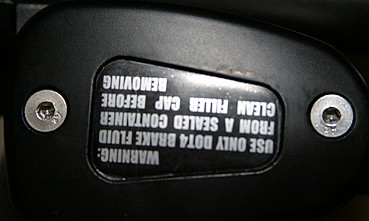 WARNING:
USE ONLY DOT4 BRAKE FLUID
FROM A SEALED CONTAINER
CLEAN FILLER CAP BEFORE
REMOVING